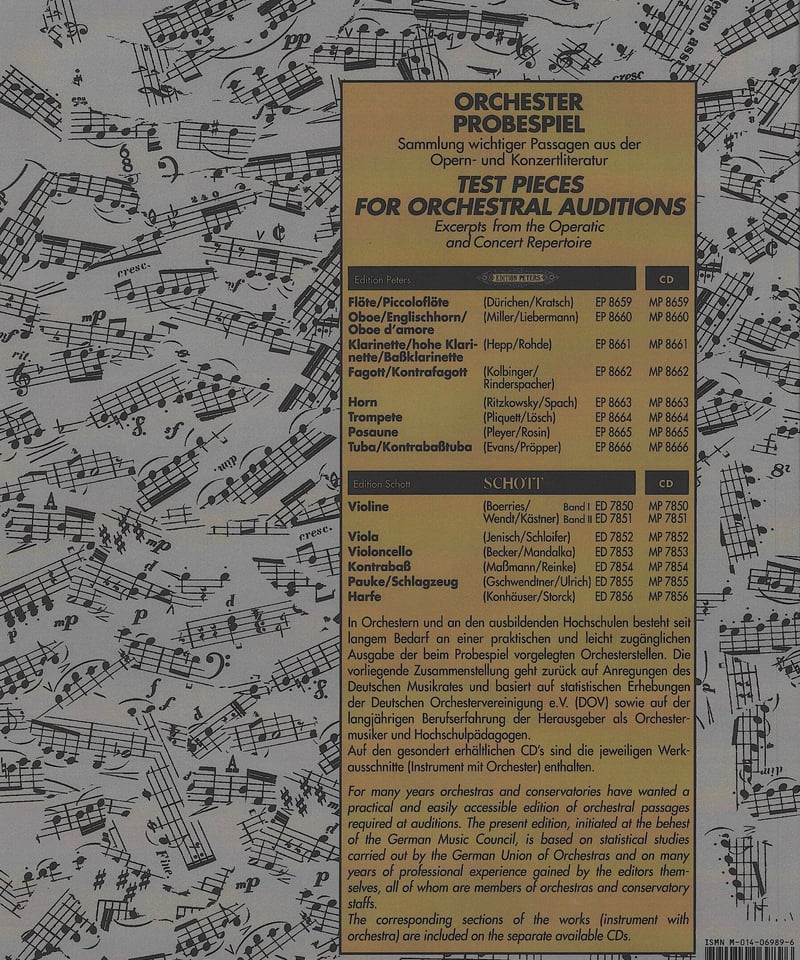 ORCHESTER
PROBESPIEL
Sammlung wichtiger Passagen aus der
Opern- und Konzertliteratur
TEST PIECES
FOR ORCHESTRAL AUDITIONS
Excerpts from the Operatic
and Concert Repertoire
Edition Peters EDITION PETERS CD
Flöte/Piccoloflöte (Dürichen/Kratsch) EP 8659 MP 8659
Oboe/Englischhorn/ (Miller/Liebermann) EP 8660 MP 8660
Oboe d'amore
Klarinette/hohe Klari- (Hepp/Rohde) EP 8661 MP 8661
nette/Baßklarinette
Fagott/Kontrafagott (Kolbinger/ EP 8662 MP 8662
Rinderspacher)
Horn (Ritzkowsky/Spach) EP 8663 MP 8663
Trompete (Pliquett/Lösch) EP 8664 MP 8664
Posaune (Pleyer/Rosin) EP 8665 MP 8665
Tuba/Kontrabaßtuba (Evans/Pröpper) EP 8666 MP 8666
Edition Schott SCHOTT CD
Violine (Boerries/ Band I ED 7850 MP 7850
Wendt/Kästner) Band II ED 7851 MP 7851
Viola (Jenisch/Schloifer) ED 7852 MP 7852
Violoncello (Becker/Mandalka) ED 7853 MP 7853
Kontrabaß (Maßmann/Reinke) ED 7854 MP 7854
Pauke/Schlagzeug (Gschwendtner/Ulrich) ED 7855 MP 7855
Harfe (Konhäuser/Storck) ED 7856 MP 7856
In Orchestern und an den ausbildenden Hochschulen besteht seit
langem Bedarf an einer praktischen und leicht zugänglichen
Ausgabe der beim Probespiel vorgelegten Orchesterstellen. Die
vorliegende Zusammenstellung geht zurück auf Anregungen des
Deutschen Musikrates und basiert auf statistischen Erhebungen
der Deutschen Orchestervereinigung e.V. (DOV) sowie auf der
langjährigen Berufserfahrung der Herausgeber als Orchester-
musiker und Hochschulpädagogen.
Auf den gesondert erhältlichen CD's sind die jeweiligen Werk-
ausschnitte (Instrument mit Orchester) enthalten.
For many years orchestras and conservatories have wanted a
practical and easily accessible edition of orchestral passages
required at auditions. The present edition, initiated at the behest
of the German Music Council, is based on statistical studies
carried out by the German Union of Orchestras and on many
years of professional experience gained by the editors them-
selves, all of whom are members of orchestras and conservatory
staffs.
The corresponding sections of the works (instrument with
orchestra) are included on the separate available CDs.
ISMN M-014-06989-6
pp
cresc
cresc.
mp
ril
dim
cresc.
mp
p
Fine.
mp
dim